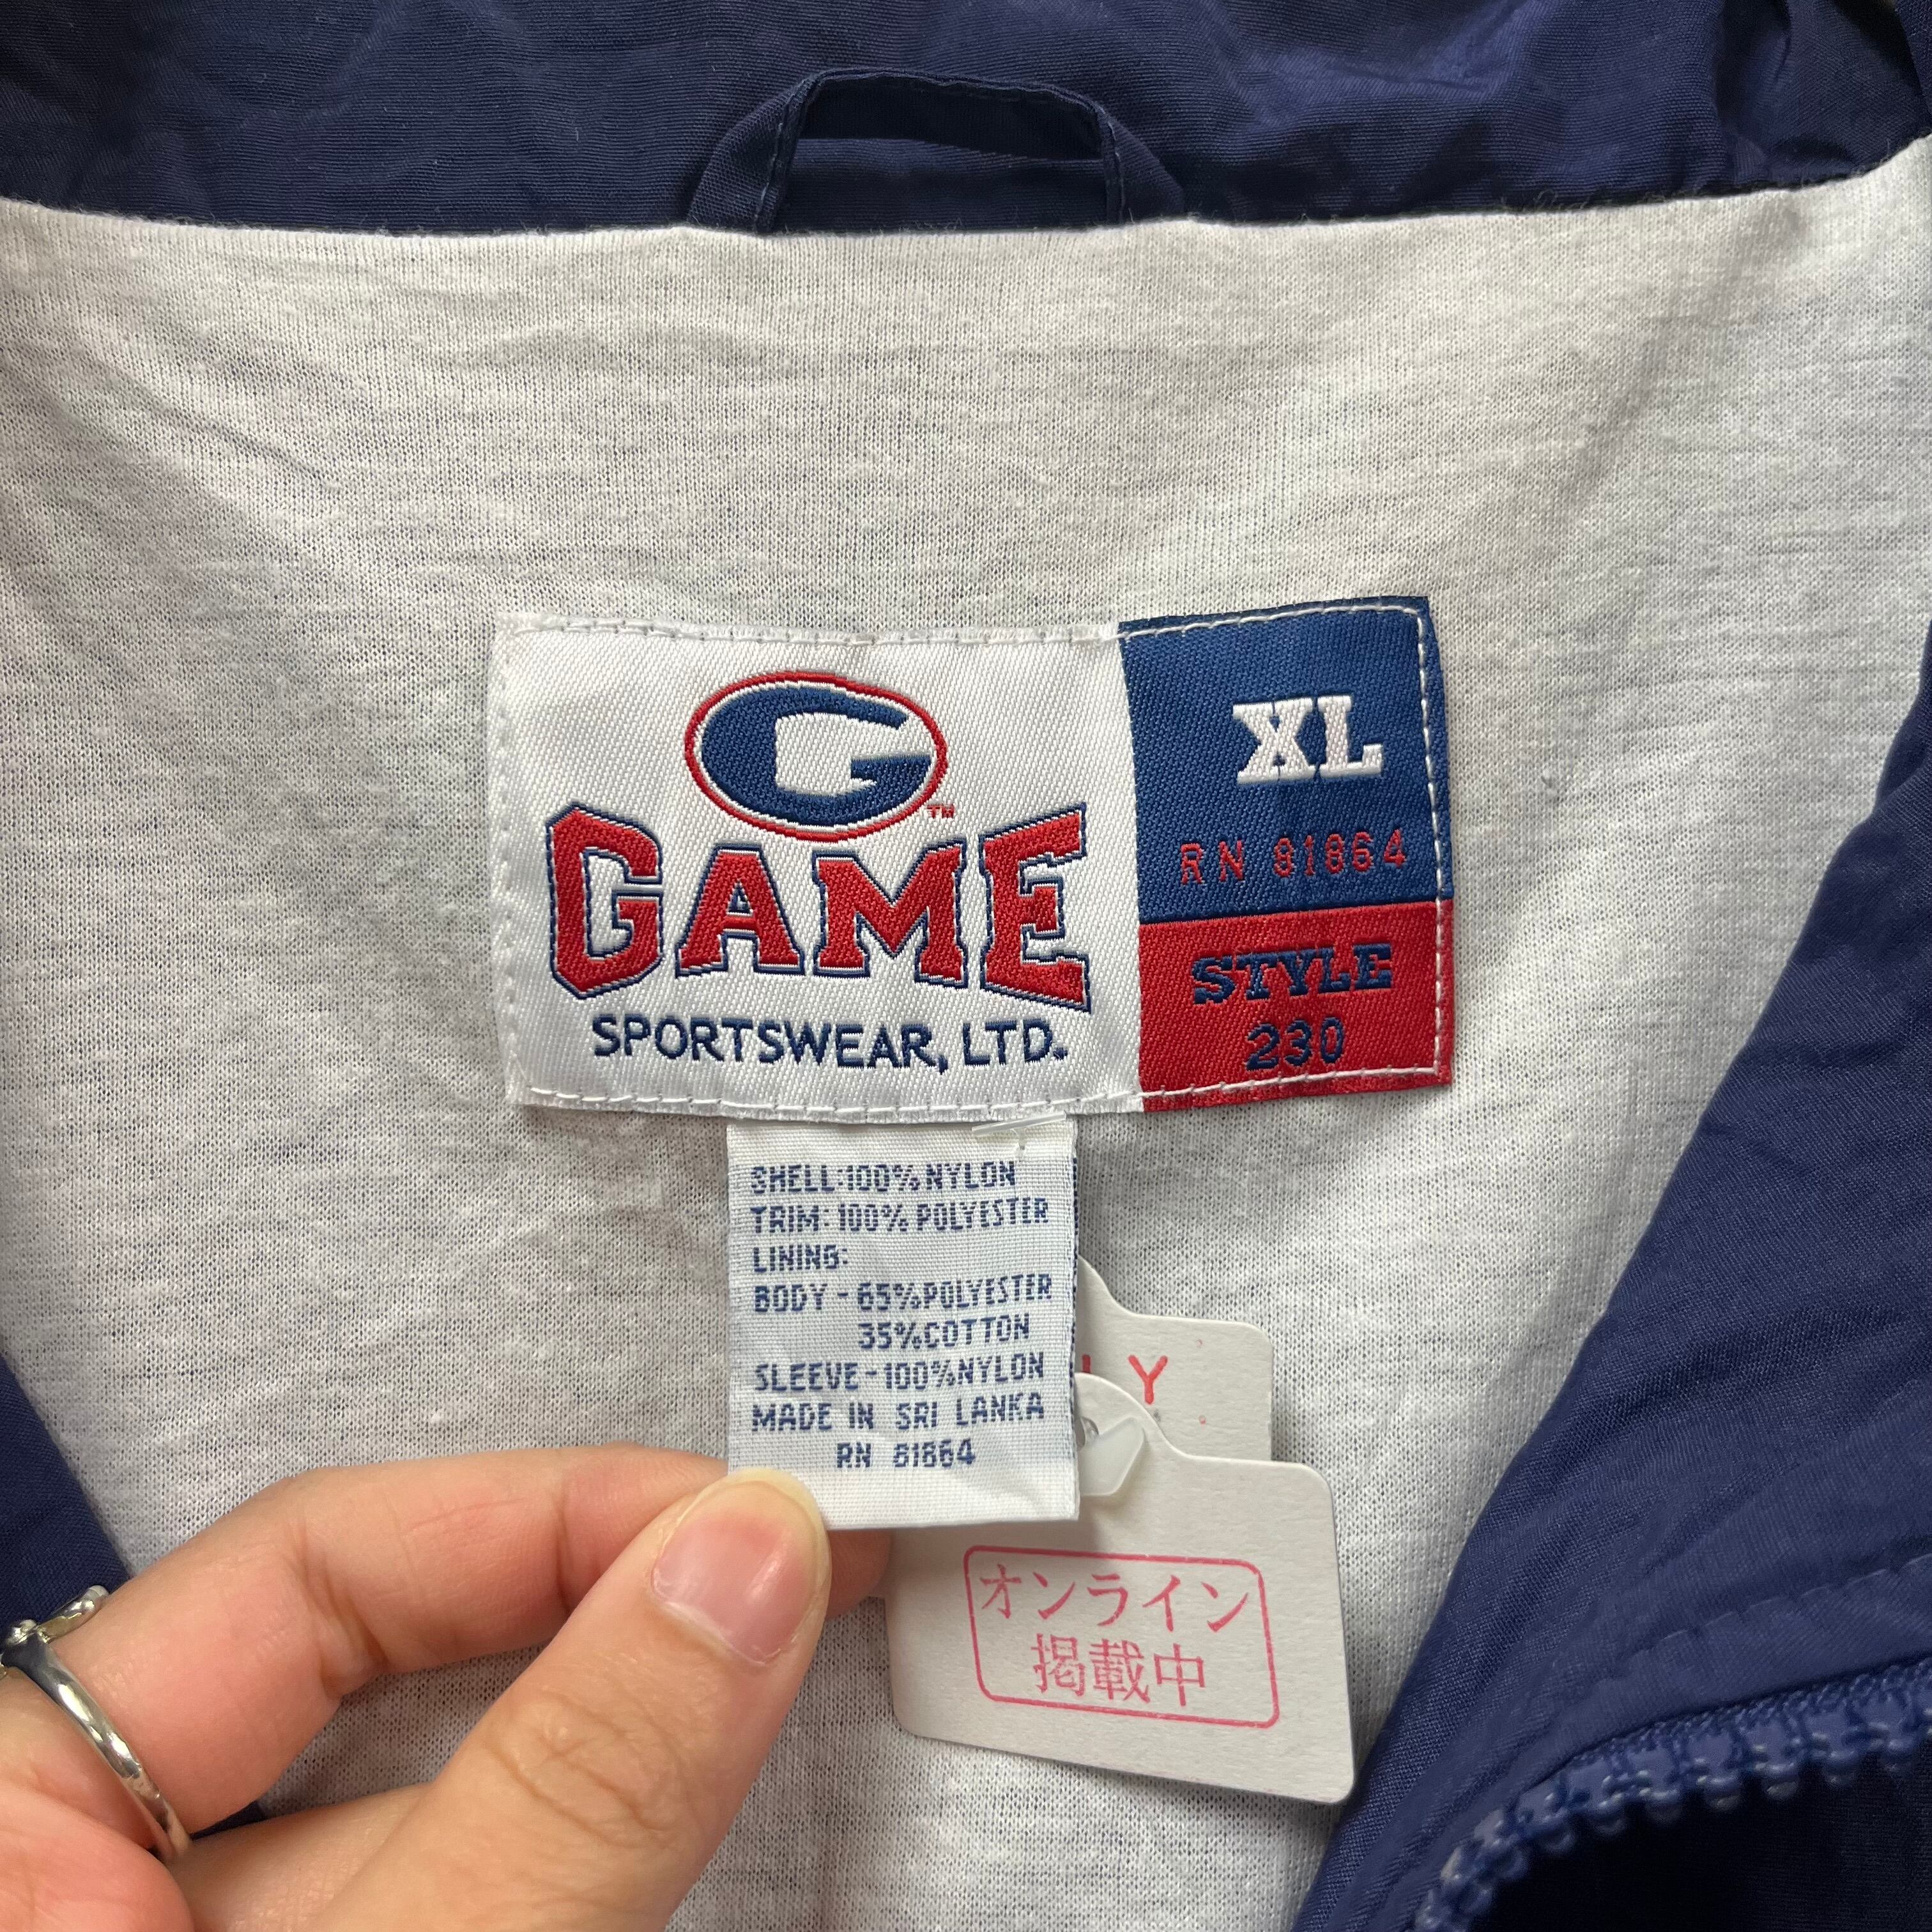 G
TM
GAME
SPORTSWEAR, LTD.
XL
RN 81864
STYLE
230
SHELL:100% NYLON
TRIM: 100% POLYESTER
LINING:
BODY - 65%POLYESTER
35%COTTON
SLEEVE-100%NYLON
MADE IN SRI LANKA
RN 81864
オンライン
掲載中